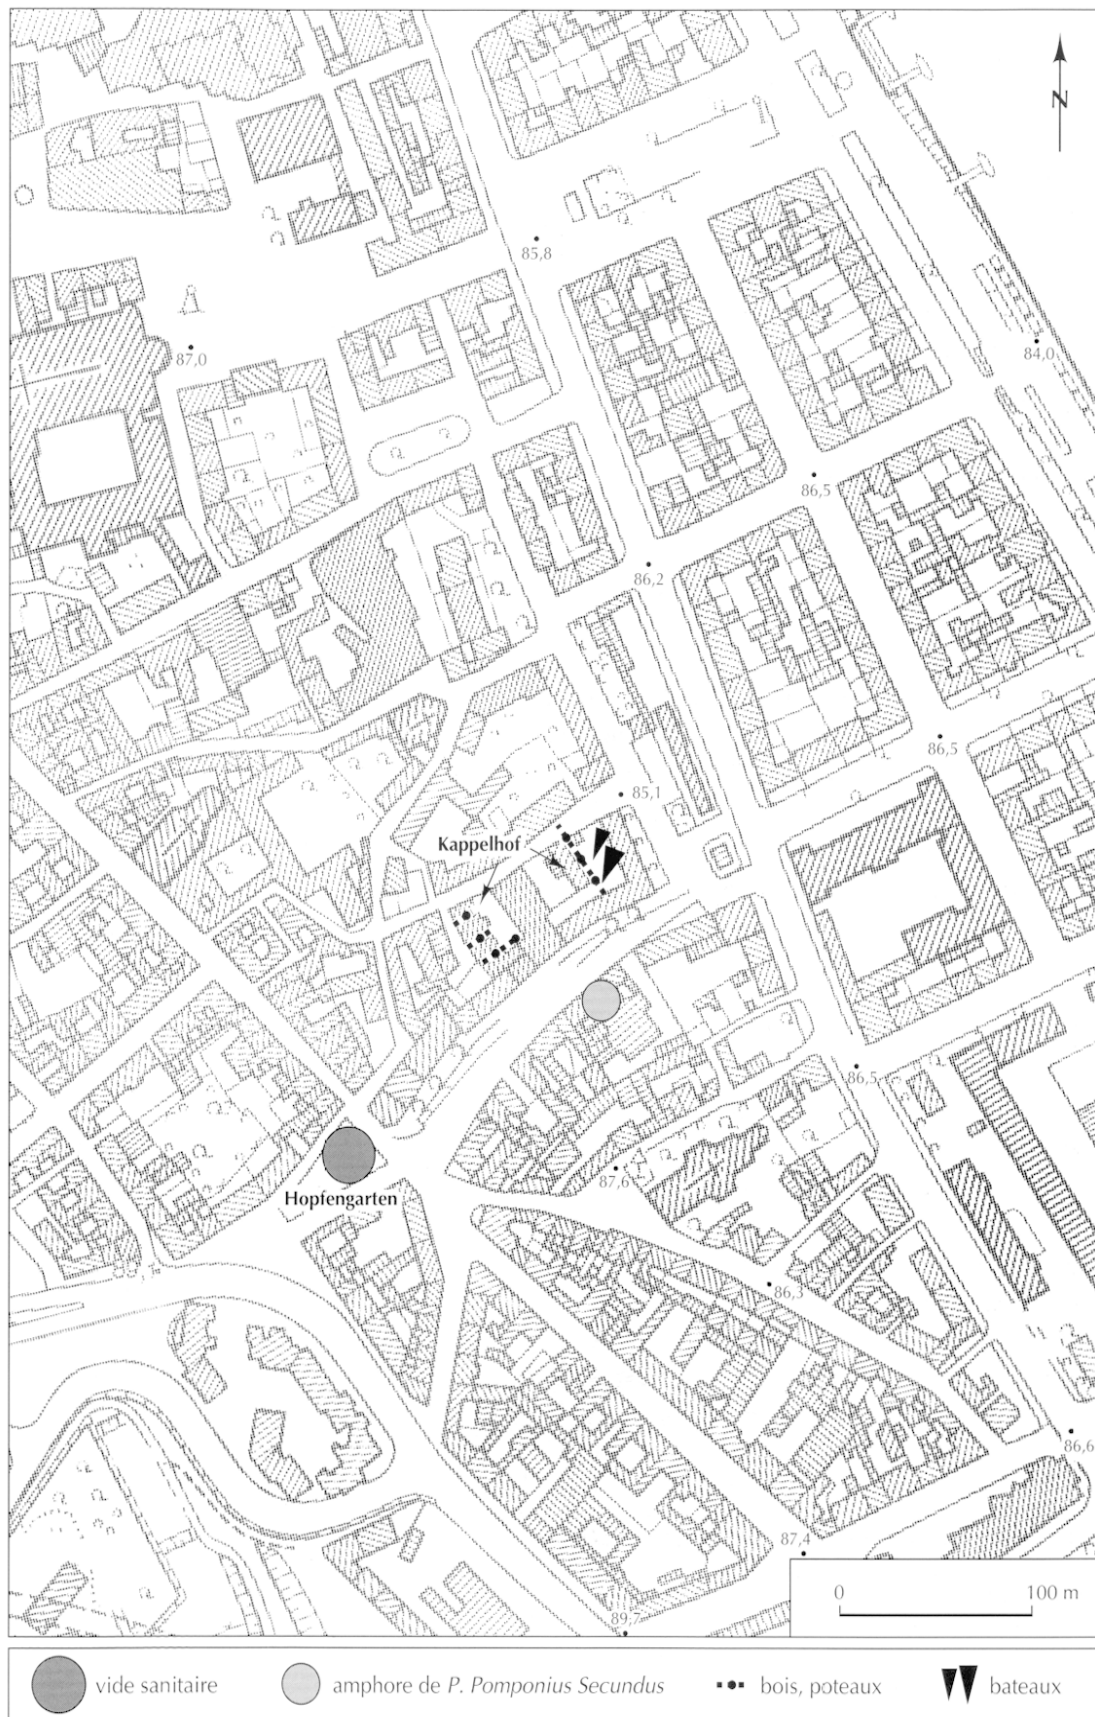 N
85,8
87,0
84,0
86,5
86,2
86,5
85,1
Kappelhof
86,5
87,6
Hopfengarten
86,3
86,6
87,4
0 100 m
89,7
vide sanitaire amphore de P. Pomponius Secundus bois, poteaux bateaux